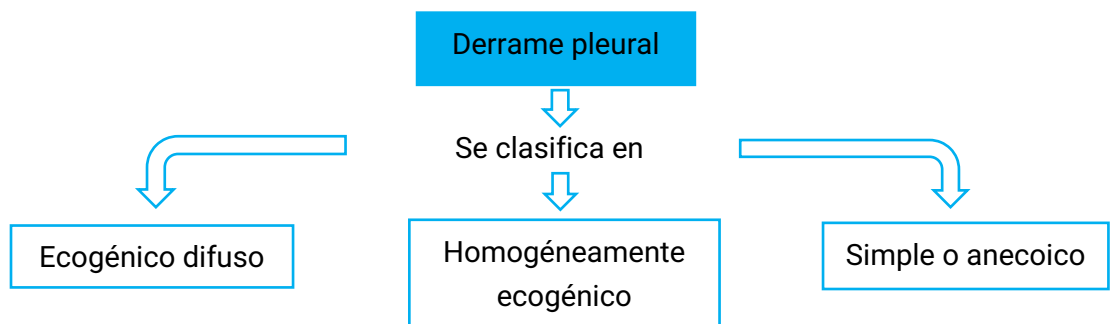 Derrame pleural
Se clasifica en
Ecogénico difuso
Homogéneamente
ecogénico
Simple o anecoico